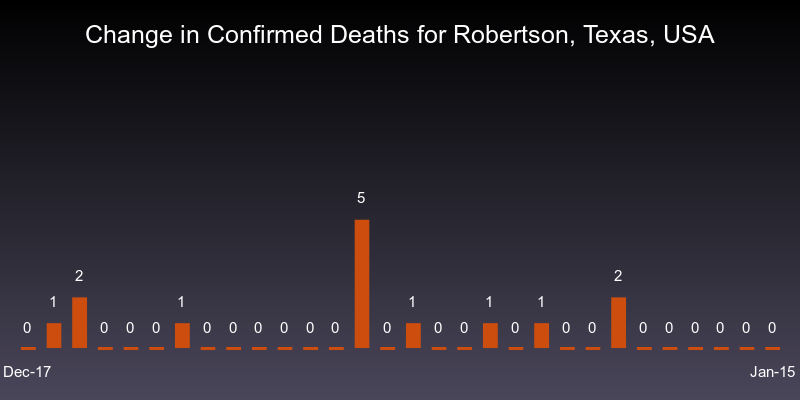 Change in Confirmed Deaths for Robertson, Texas, USA
0 1 2 0 0 0 1 0 0 0 0 0 0 5 0 1 0 0 1 0 1 0 0 2 0 0 0 0 0 0
Dec-17 Jan-15